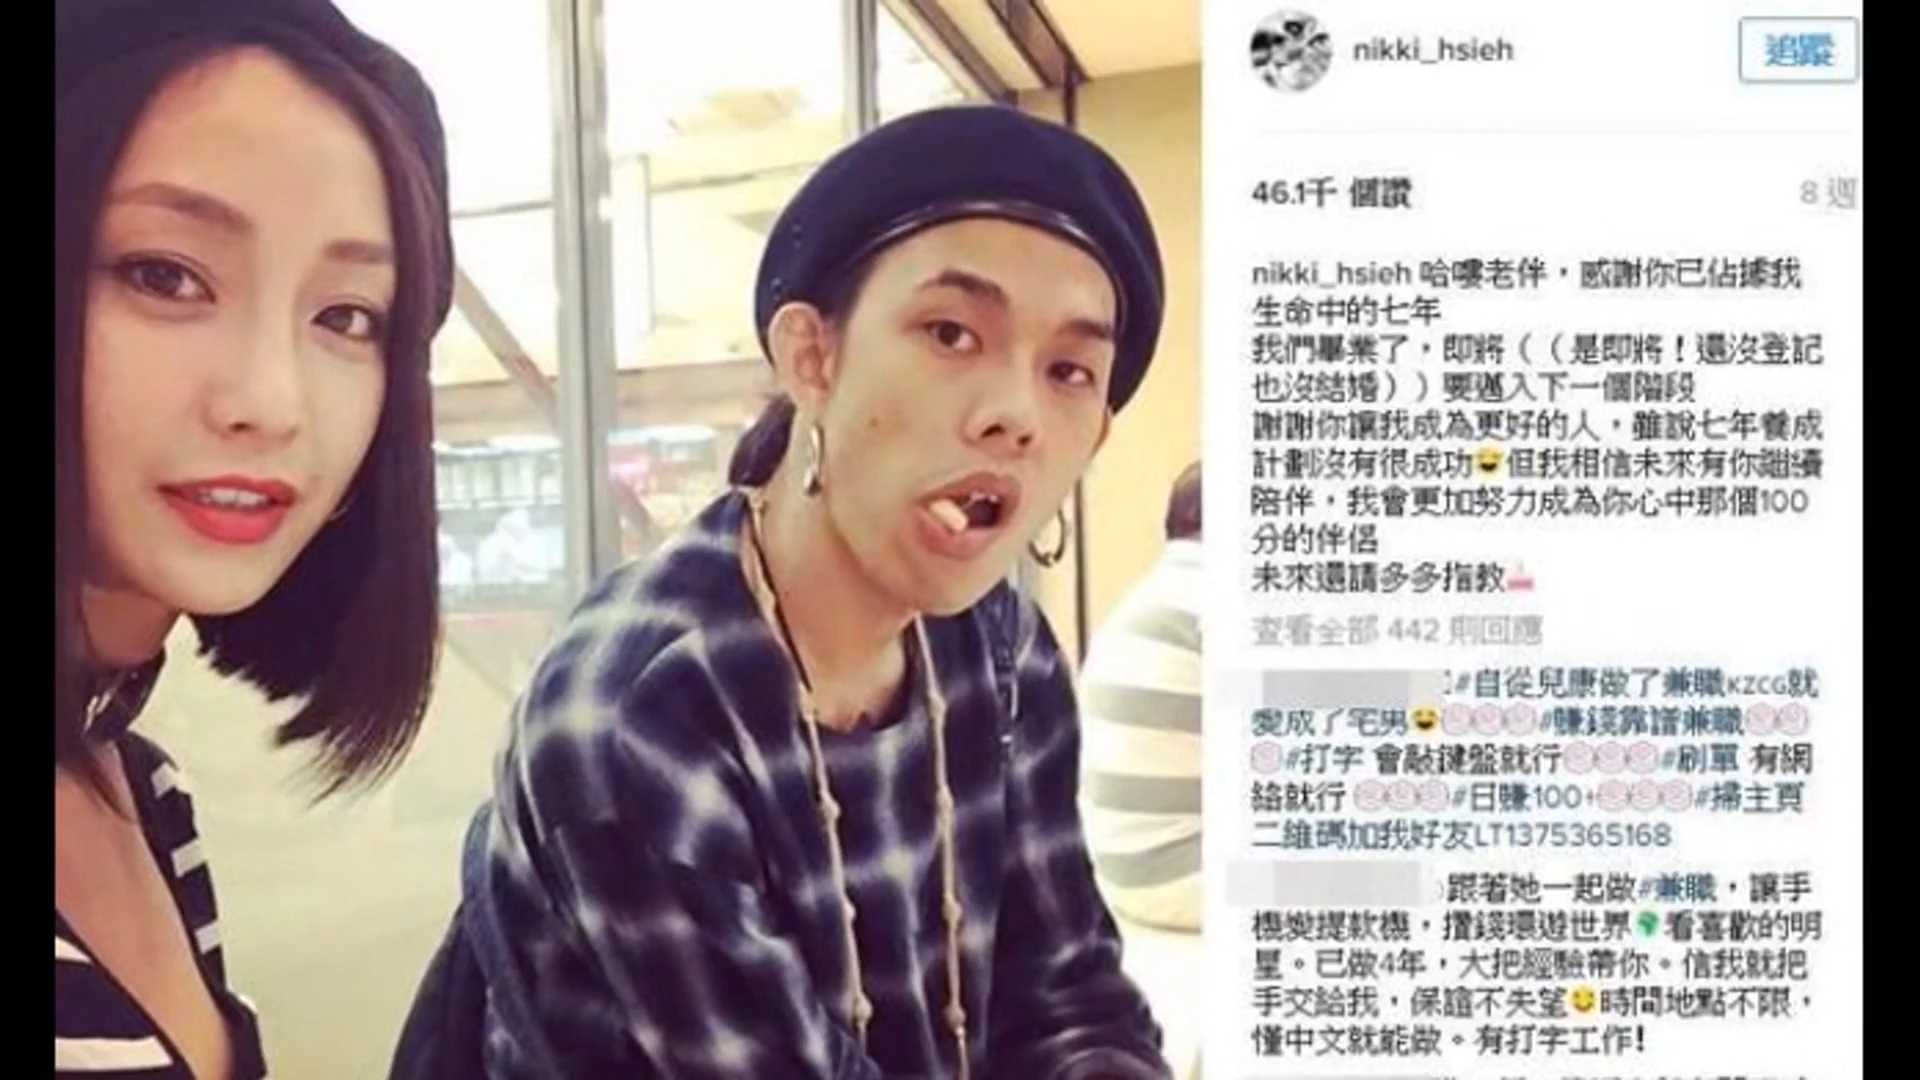 nikki_hsieh
追蹤
46.1千 個讚
8 週
nikki_hsieh 哈嘍老伴，感謝你已佔據我
生命中的七年
我們畢業了，即將（（是即將！還沒登記
也沒結婚））要邁入下一個階段
謝謝你讓我成為更好的人，雖說七年養成
計劃沒有很成功😄但我相信未來有你繼續
陪伴，我會更加努力成為你心中那個100
分的伴侶
未來還請多多指教
查看全部 442 則回應
#自從兒康做了兼職KZCG就
變成了宅男😄#賺錢靠譜兼職
#打字 會敲鍵盤就行#刷單 有網
絡就行#日賺100+#掃主頁
二維碼加我好友LT1375365168
跟著她一起做#兼職，讓手
機變提款機，攢錢環遊世界看喜歡的明
星。已做4年，大把經驗帶你。信我就把
手交給我，保證不失望時間地點不限，
懂中文就能做。有打字工作!